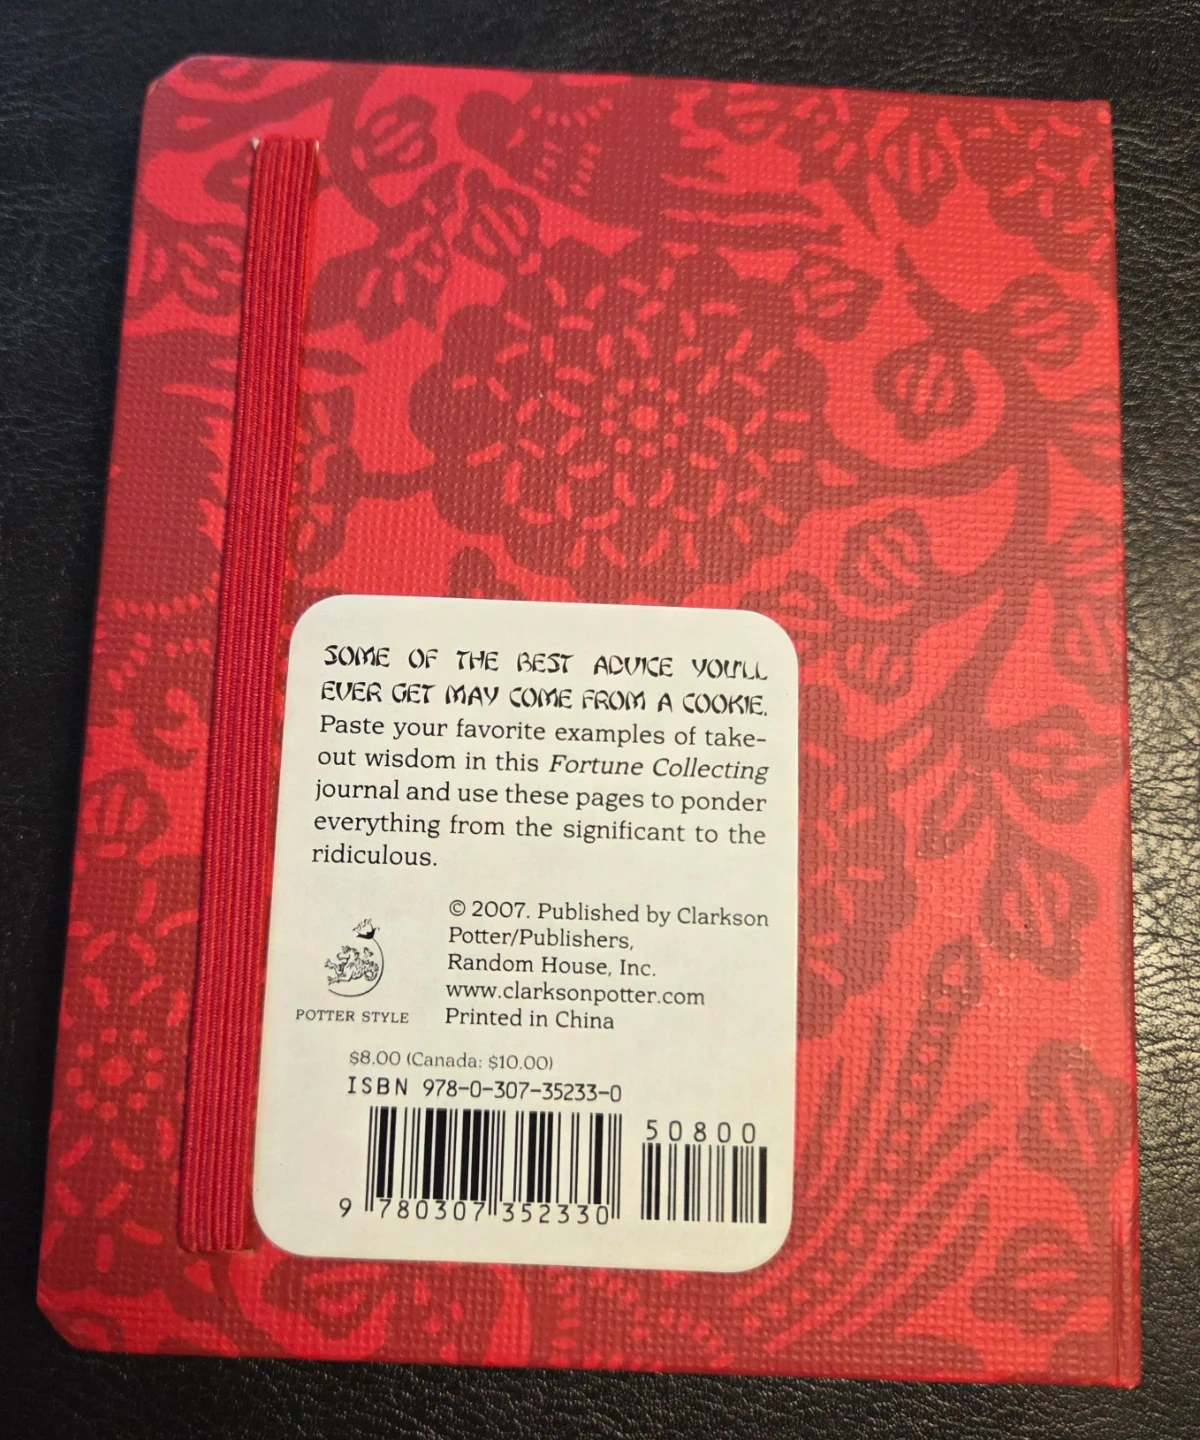 SOME OF THE BEST ADVICE YOU'LL
EVER GET MAY COME FROM A COOKIE.
Paste your favorite examples of take-
out wisdom in this Fortune Collecting
journal and use these pages to ponder
everything from the significant to the
ridiculous.
© 2007. Published by Clarkson
Potter/Publishers,
Random House, Inc.
www.clarksonpotter.com
Printed in China
POTTER STYLE
$8.00 (Canada: $10.00)
ISBN 978-0-307-35233-0
50800
9 780307 352330